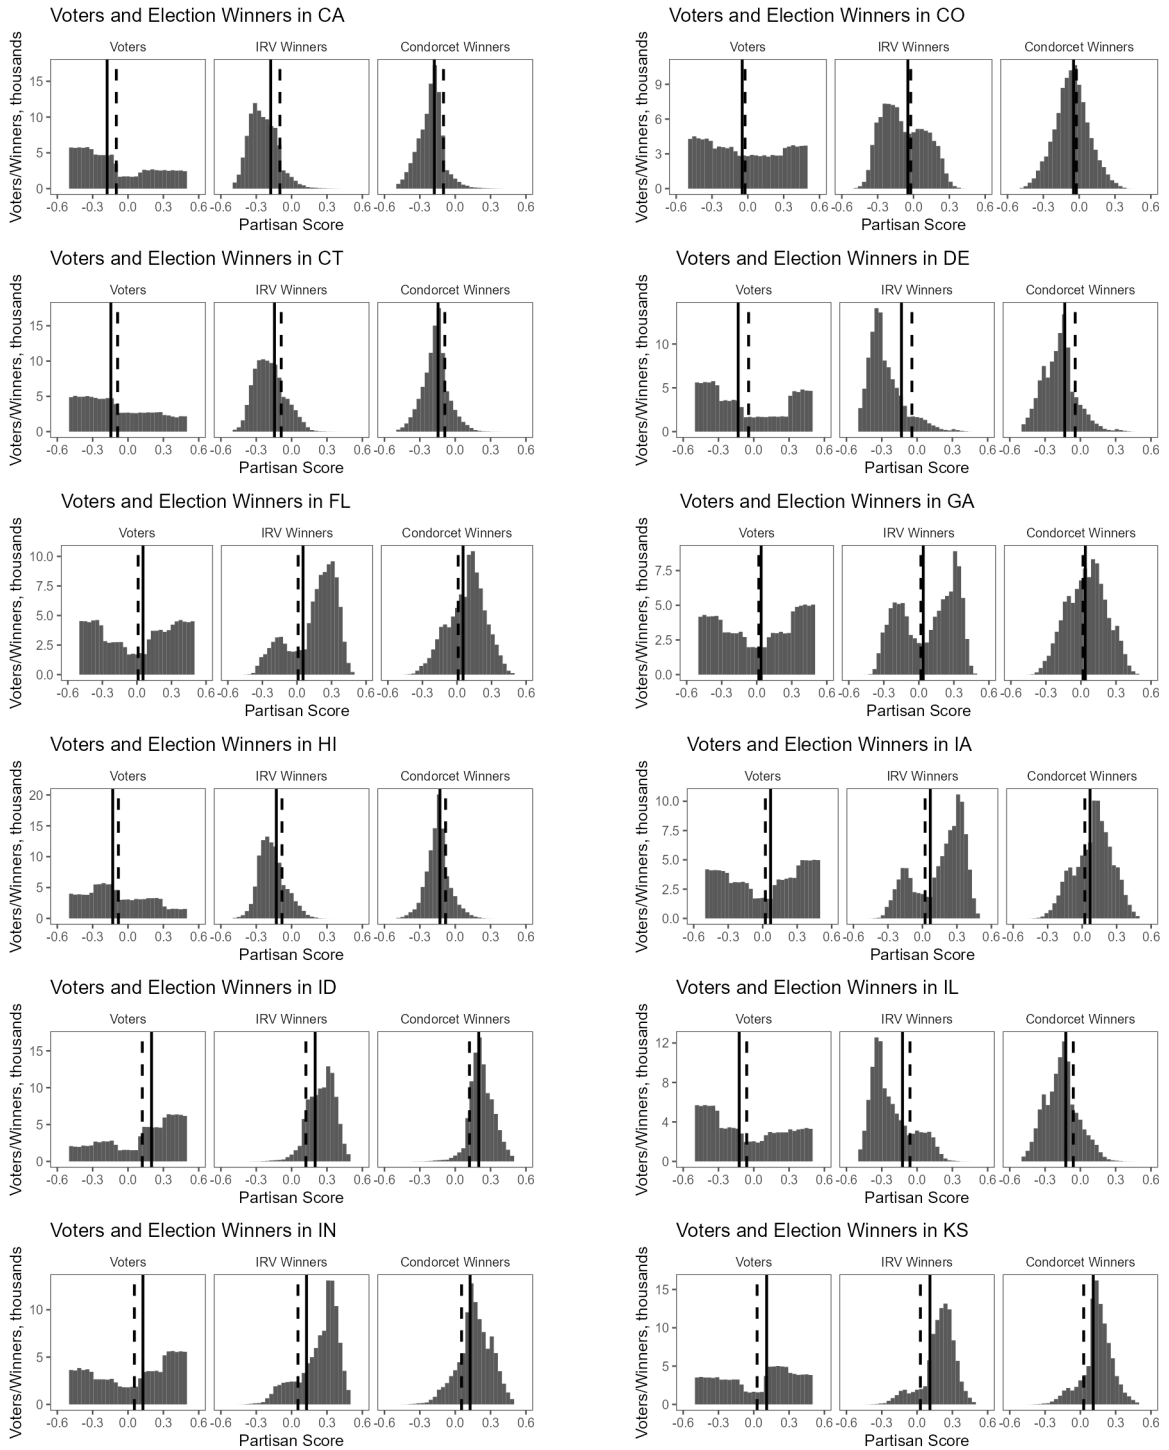 Voters and Election Winners in CA
Voters IRV Winners Condorcet Winners
Voters/Winners, thousands
15
10
5
0
-0.6 -0.3 0.0 0.3 0.6 -0.6 -0.3 0.0 0.3 0.6 -0.6 -0.3 0.0 0.3 0.6
Partisan Score
Voters and Election Winners in CO
Voters IRV Winners Condorcet Winners
Voters/Winners, thousands
9
6
3
0
-0.6 -0.3 0.0 0.3 0.6 -0.6 -0.3 0.0 0.3 0.6 -0.6 -0.3 0.0 0.3 0.6
Partisan Score
Voters and Election Winners in CT
Voters IRV Winners Condorcet Winners
Voters/Winners, thousands
15
10
5
0
-0.6 -0.3 0.0 0.3 0.6 -0.6 -0.3 0.0 0.3 0.6 -0.6 -0.3 0.0 0.3 0.6
Partisan Score
Voters and Election Winners in DE
Voters IRV Winners Condorcet Winners
Voters/Winners, thousands
10
5
0
-0.6 -0.3 0.0 0.3 0.6 -0.6 -0.3 0.0 0.3 0.6 -0.6 -0.3 0.0 0.3 0.6
Partisan Score
Voters and Election Winners in FL
Voters IRV Winners Condorcet Winners
Voters/Winners, thousands
10.0
7.5
5.0
2.5
0.0
-0.6 -0.3 0.0 0.3 0.6 -0.6 -0.3 0.0 0.3 0.6 -0.6 -0.3 0.0 0.3 0.6
Partisan Score
Voters and Election Winners in GA
Voters IRV Winners Condorcet Winners
Voters/Winners, thousands
7.5
5.0
2.5
0.0
-0.6 -0.3 0.0 0.3 0.6 -0.6 -0.3 0.0 0.3 0.6 -0.6 -0.3 0.0 0.3 0.6
Partisan Score
Voters and Election Winners in HI
Voters IRV Winners Condorcet Winners
Voters/Winners, thousands
20
15
10
5
0
-0.6 -0.3 0.0 0.3 0.6 -0.6 -0.3 0.0 0.3 0.6 -0.6 -0.3 0.0 0.3 0.6
Partisan Score
Voters and Election Winners in IA
Voters IRV Winners Condorcet Winners
Voters/Winners, thousands
10.0
7.5
5.0
2.5
0.0
-0.6 -0.3 0.0 0.3 0.6 -0.6 -0.3 0.0 0.3 0.6 -0.6 -0.3 0.0 0.3 0.6
Partisan Score
Voters and Election Winners in ID
Voters IRV Winners Condorcet Winners
Voters/Winners, thousands
15
10
5
0
-0.6 -0.3 0.0 0.3 0.6 -0.6 -0.3 0.0 0.3 0.6 -0.6 -0.3 0.0 0.3 0.6
Partisan Score
Voters and Election Winners in IL
Voters IRV Winners Condorcet Winners
Voters/Winners, thousands
12
8
4
0
-0.6 -0.3 0.0 0.3 0.6 -0.6 -0.3 0.0 0.3 0.6 -0.6 -0.3 0.0 0.3 0.6
Partisan Score
Voters and Election Winners in IN
Voters IRV Winners Condorcet Winners
Voters/Winners, thousands
10
5
0
-0.6 -0.3 0.0 0.3 0.6 -0.6 -0.3 0.0 0.3 0.6 -0.6 -0.3 0.0 0.3 0.6
Partisan Score
Voters and Election Winners in KS
Voters IRV Winners Condorcet Winners
Voters/Winners, thousands
15
10
5
0
-0.6 -0.3 0.0 0.3 0.6 -0.6 -0.3 0.0 0.3 0.6 -0.6 -0.3 0.0 0.3 0.6
Partisan Score